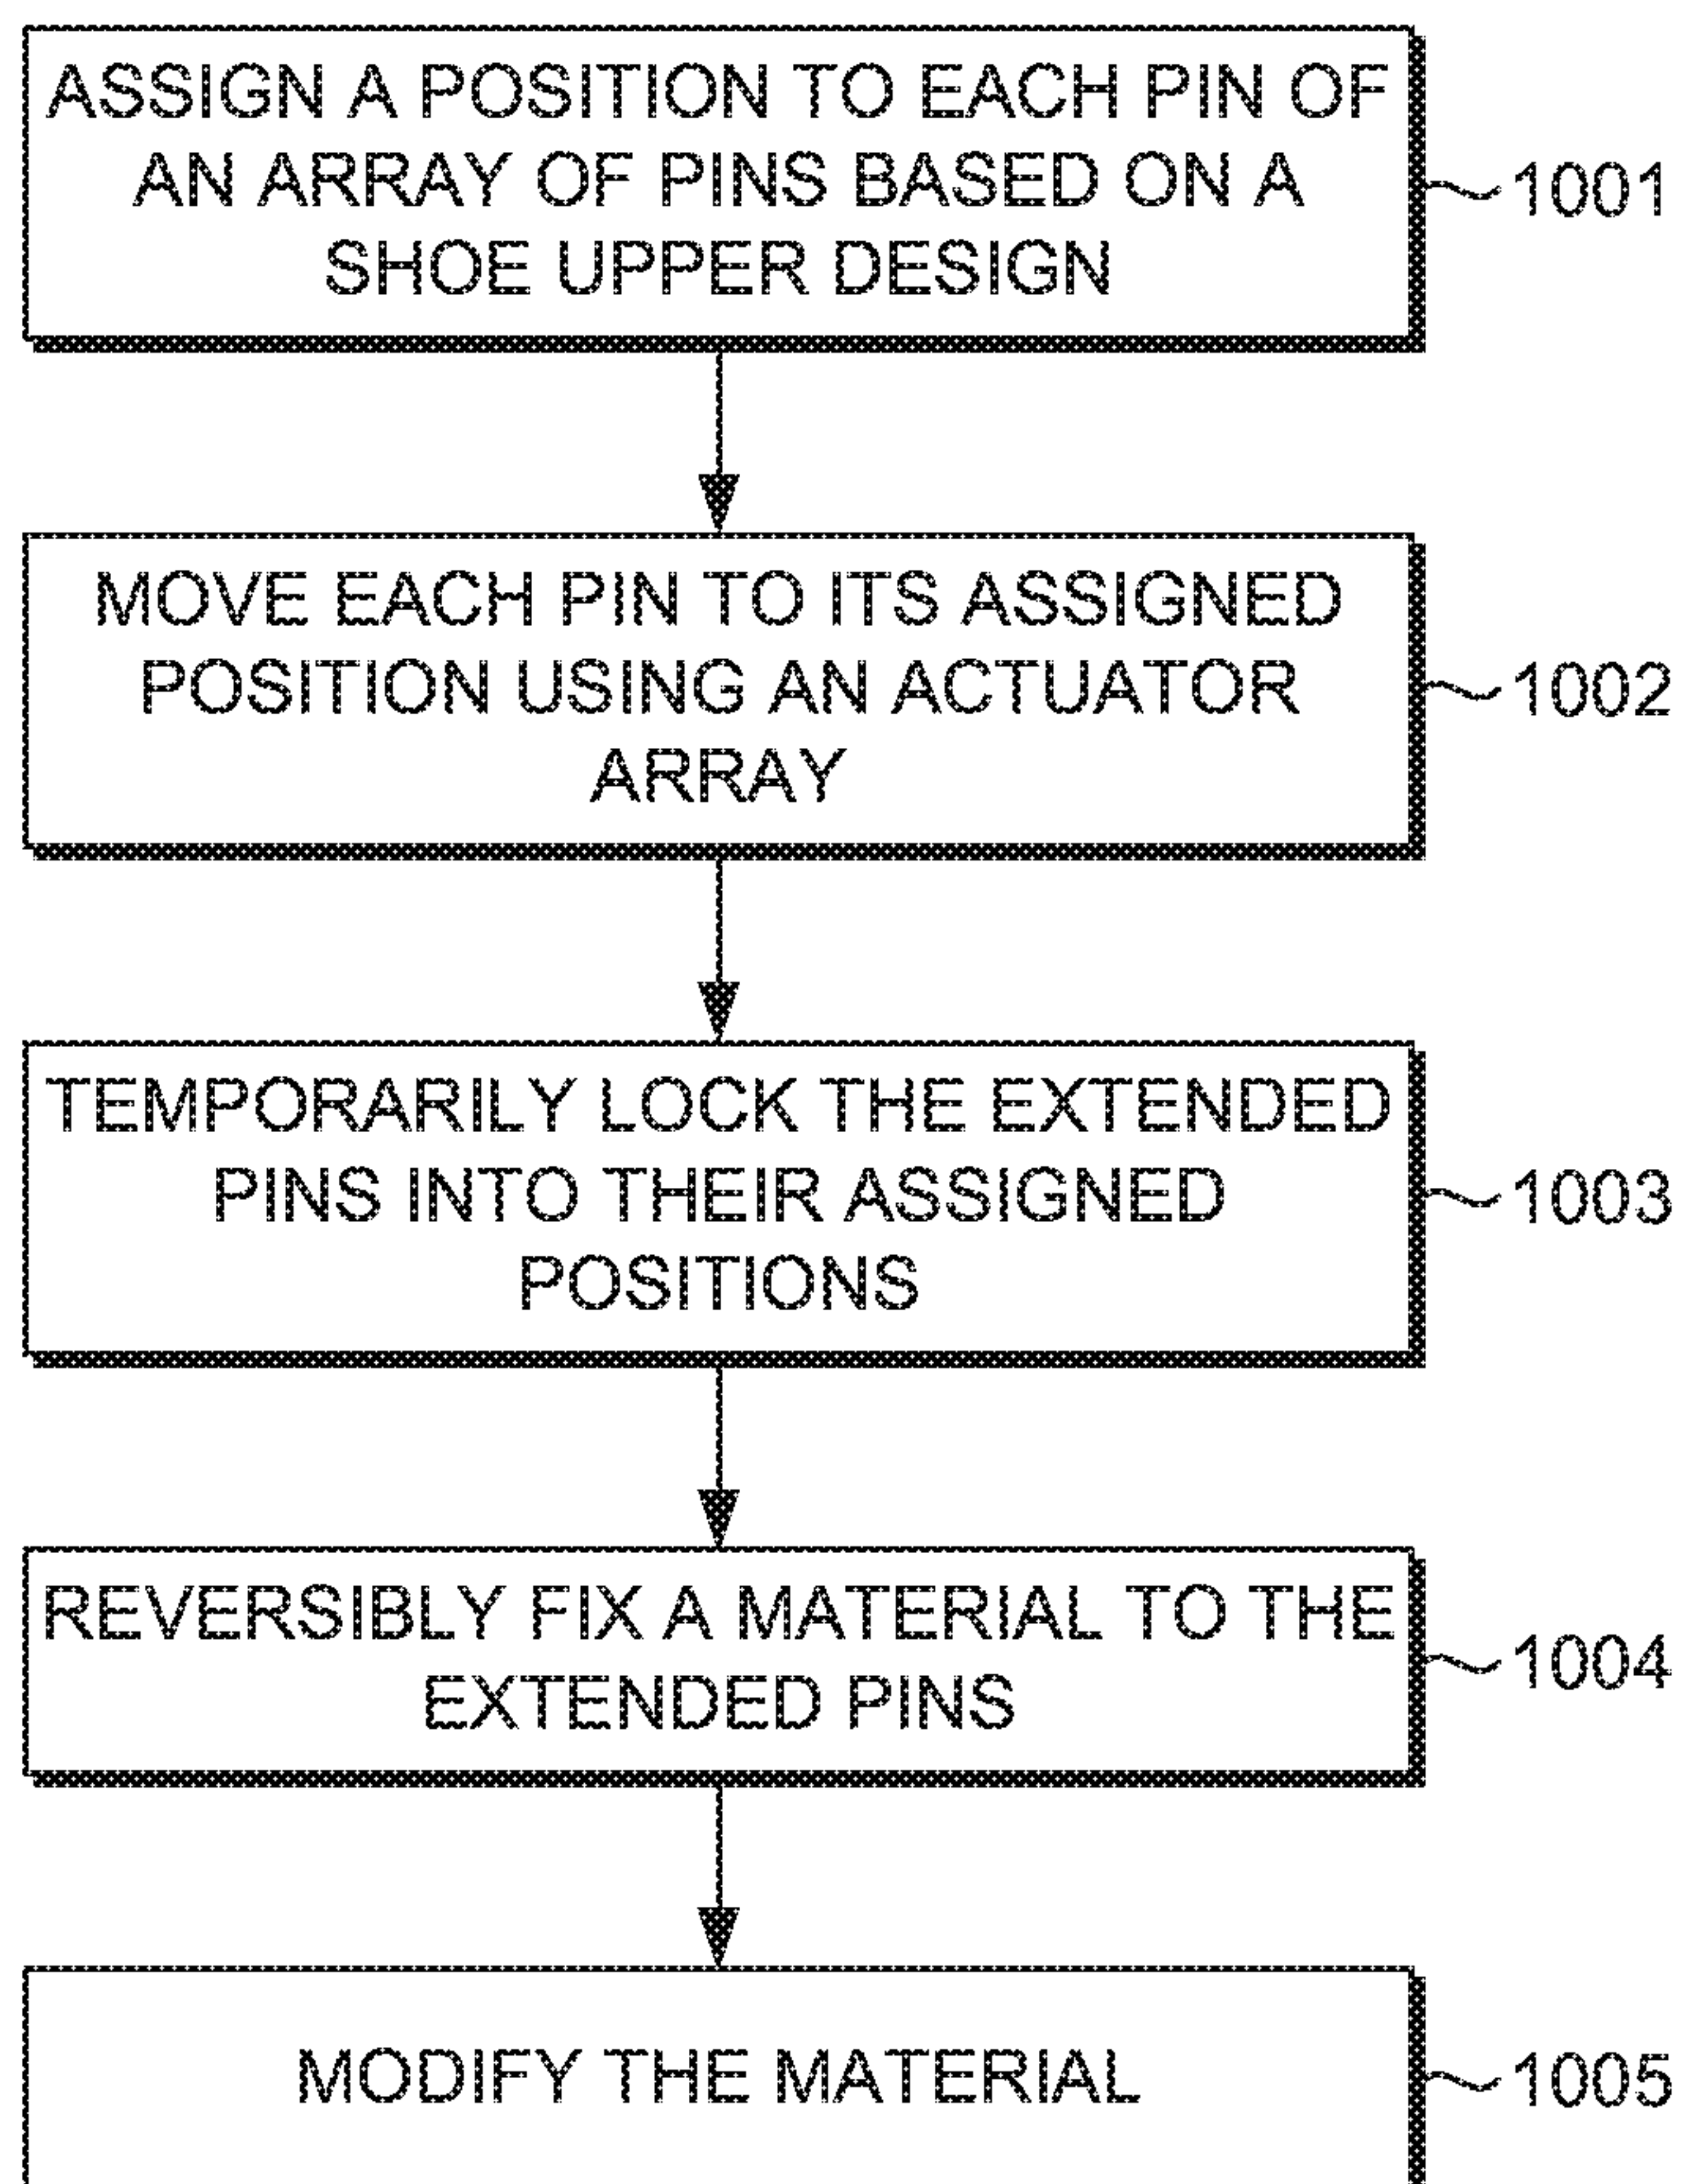 ASSIGN A POSITION TO EACH PIN OF
AN ARRAY OF PINS BASED ON A
SHOE UPPER DESIGN
1001
MOVE EACH PIN TO ITS ASSIGNED
POSITION USING AN ACTUATOR
ARRAY
1002
TEMPORARILY LOCK THE EXTENDED
PINS INTO THEIR ASSIGNED
POSITIONS
1003
REVERSIBLY FIX A MATERIAL TO THE
EXTENDED PINS
1004
MODIFY THE MATERIAL
1005